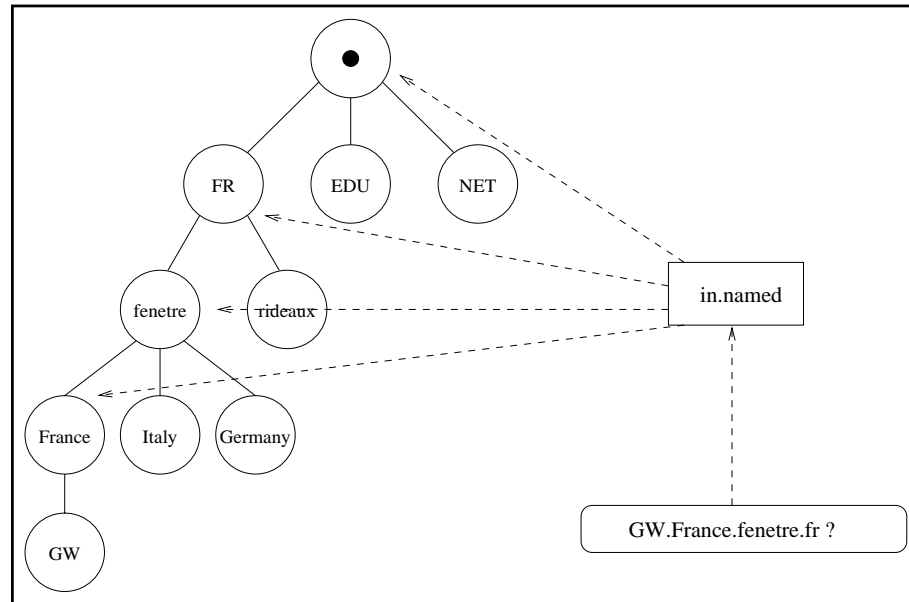 FR
EDU
NET
fenetre
rideaux
in.named
France
Italy
Germany
GW
GW.France.fenetre.fr ?